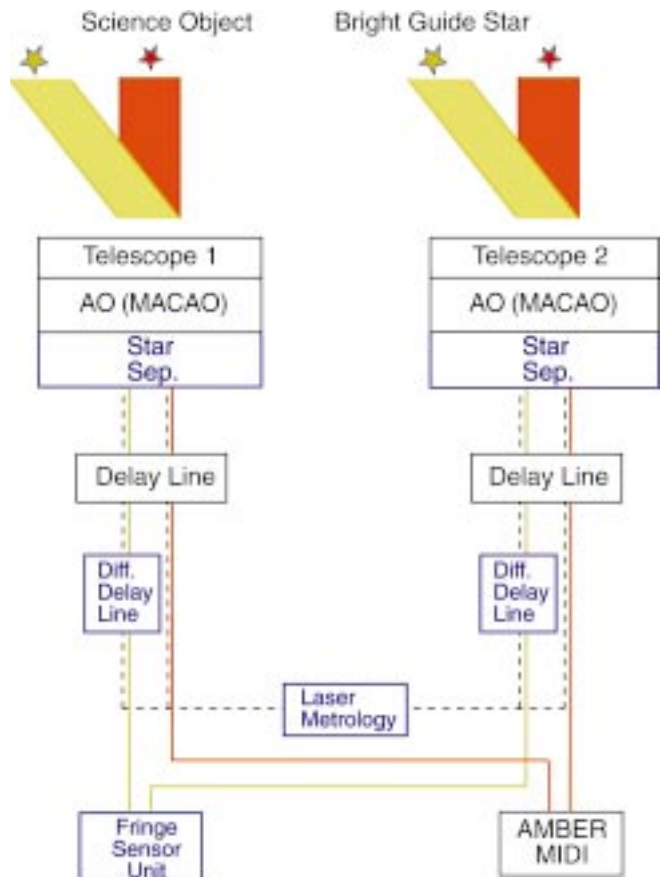 Science Object Bright Guide Star
Telescope 1 Telescope 2
AO (MACAO) AO (MACAO)
Star Star
Sep. Sep.
Delay Line Delay Line
Diff. Diff.
Delay Delay
Line Line
Laser
Metrology
Fringe AMBER
Sensor MIDI
Unit